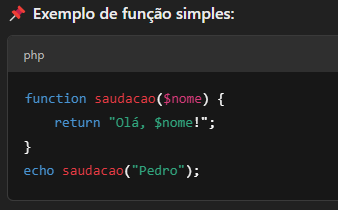 📌 Exemplo de função simples:
php
function saudacao($nome) {
    return "Olá, $nome!";
}
echo saudacao("Pedro");